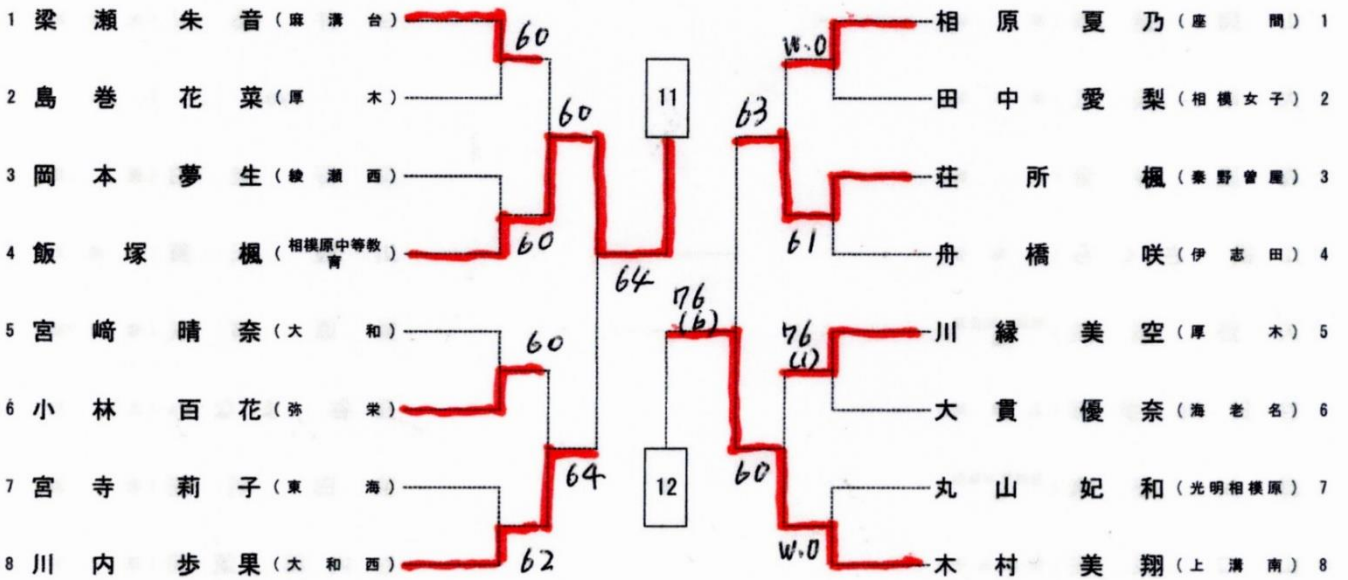 1 梁瀬朱音(麻溝台)
60
2 島巻花菜(厚木)
60
3 岡本夢生(綾瀬西)
60
4 飯塚楓(相模原中等教育)
64
5 宮﨑晴奈(大和)
60
6 小林百花(弥栄)
64
7 宮寺莉子(東海)
62
8 川内歩果(大和西)
11
76
(6)
12
相原夏乃(座間) 1
W.O
田中愛梨(相模女子) 2
63
荘所楓(秦野曽屋) 3
61
舟橋咲(伊志田) 4
川縁美空(厚木) 5
76
(1)
大貫優奈(海老名) 6
60
丸山妃和(光明相模原) 7
W.O
木村美翔(上溝南) 8